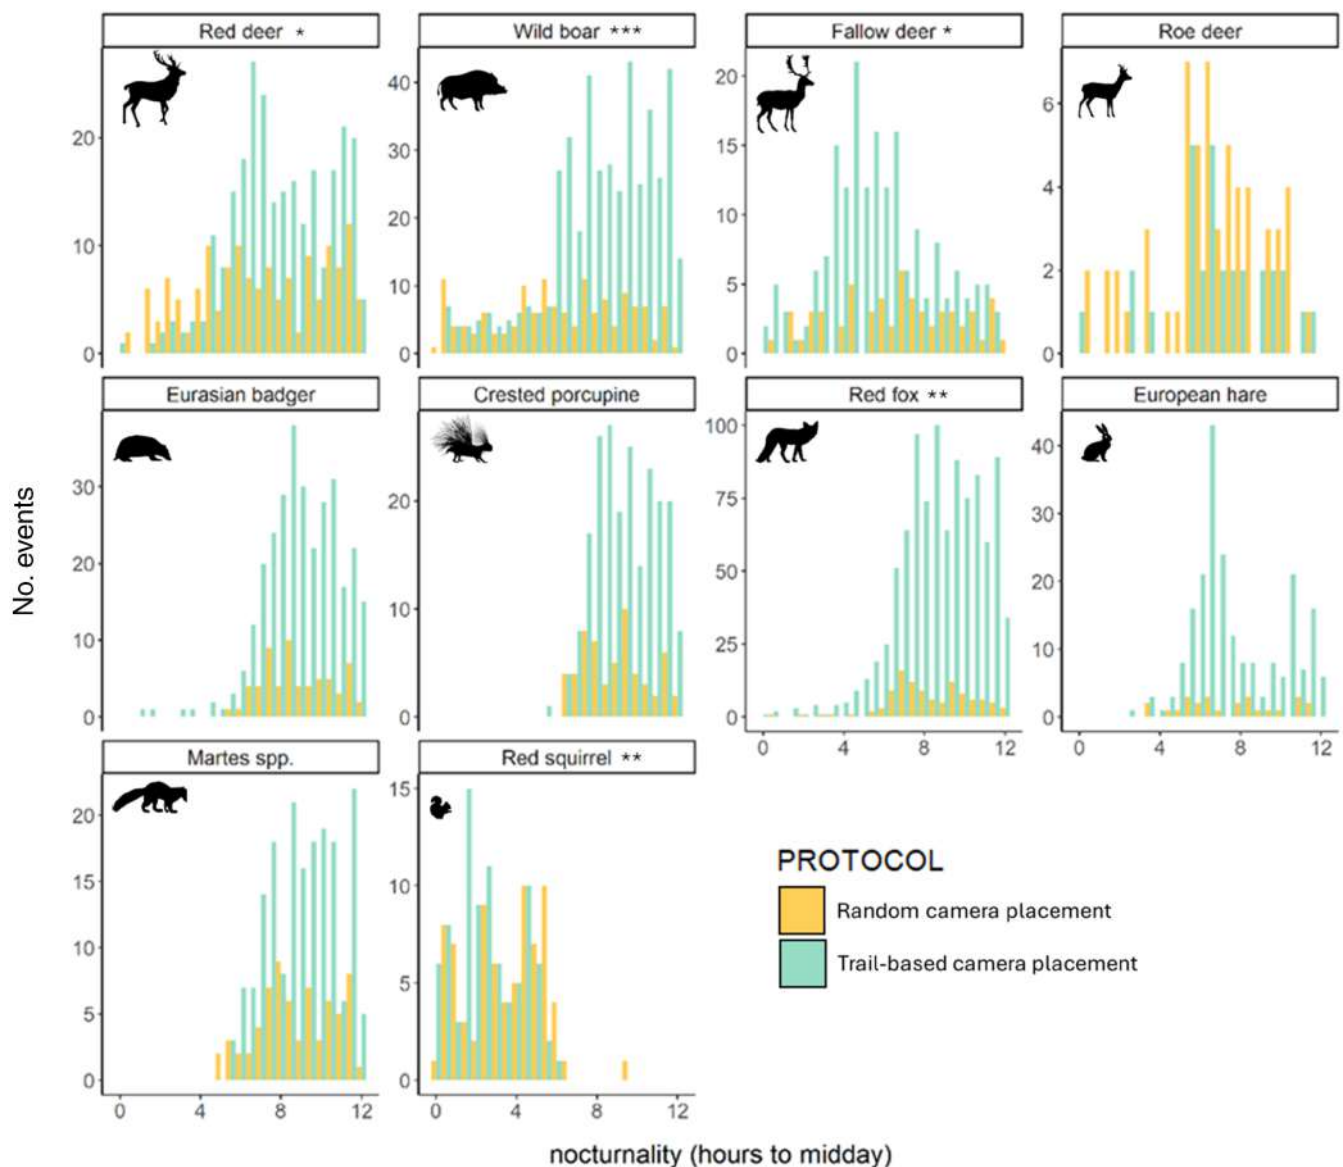 Red deer *
Wild boar ***
Fallow deer *
Roe deer
20
10
0
40
30
20
10
0
20
15
10
5
0
6
4
2
0
Eurasian badger
Crested porcupine
Red fox **
European hare
30
20
10
0
20
10
0
100
75
50
25
0
40
30
20
10
0
0 4 8 12
0 4 8 12
No. events
Martes spp.
Red squirrel **
20
15
10
5
0
15
10
5
0
0 4 8 12
0 4 8 12
PROTOCOL
Random camera placement
Trail-based camera placement
nocturnality (hours to midday)